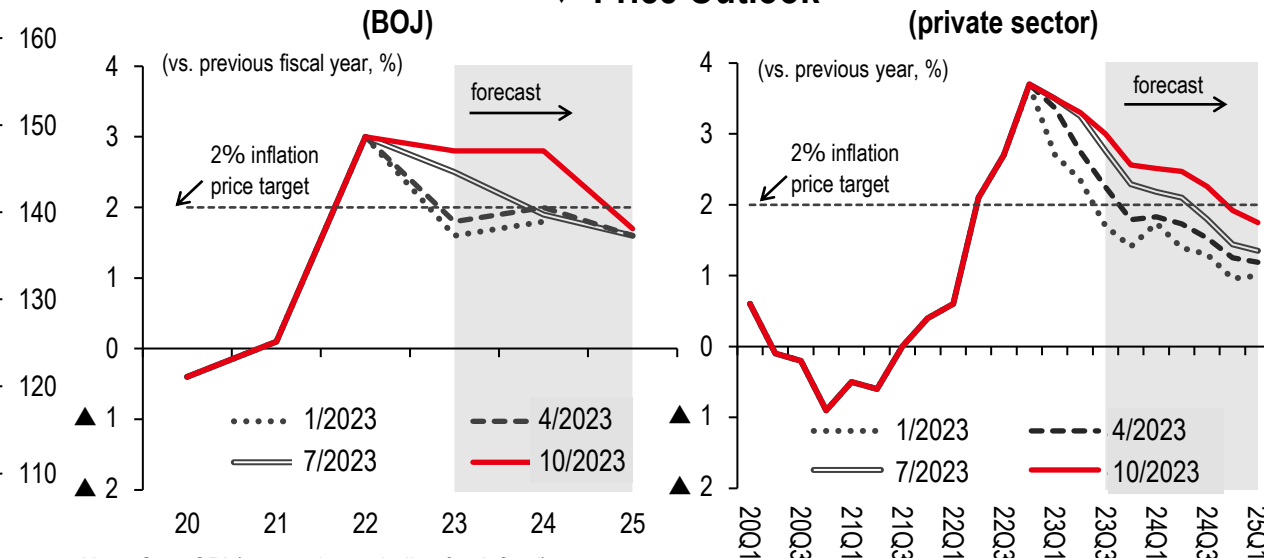 Price Outlook
(BOJ)
(private sector)
160
150
140
130
120
110
(vs. previous fiscal year, %)
forecast
2% inflation
price target
4
3
2
1
0
▲ 1
▲ 2
1/2023
4/2023
7/2023
10/2023
20 21 22 23 24 25
(vs. previous year, %)
forecast
2% inflation
price target
4
3
2
1
0
▲ 1
▲ 2
1/2023
4/2023
7/2023
10/2023
20Q1 20Q3 21Q1 21Q3 22Q1 22Q3 23Q1 23Q3 24Q1 24Q3 25Q1